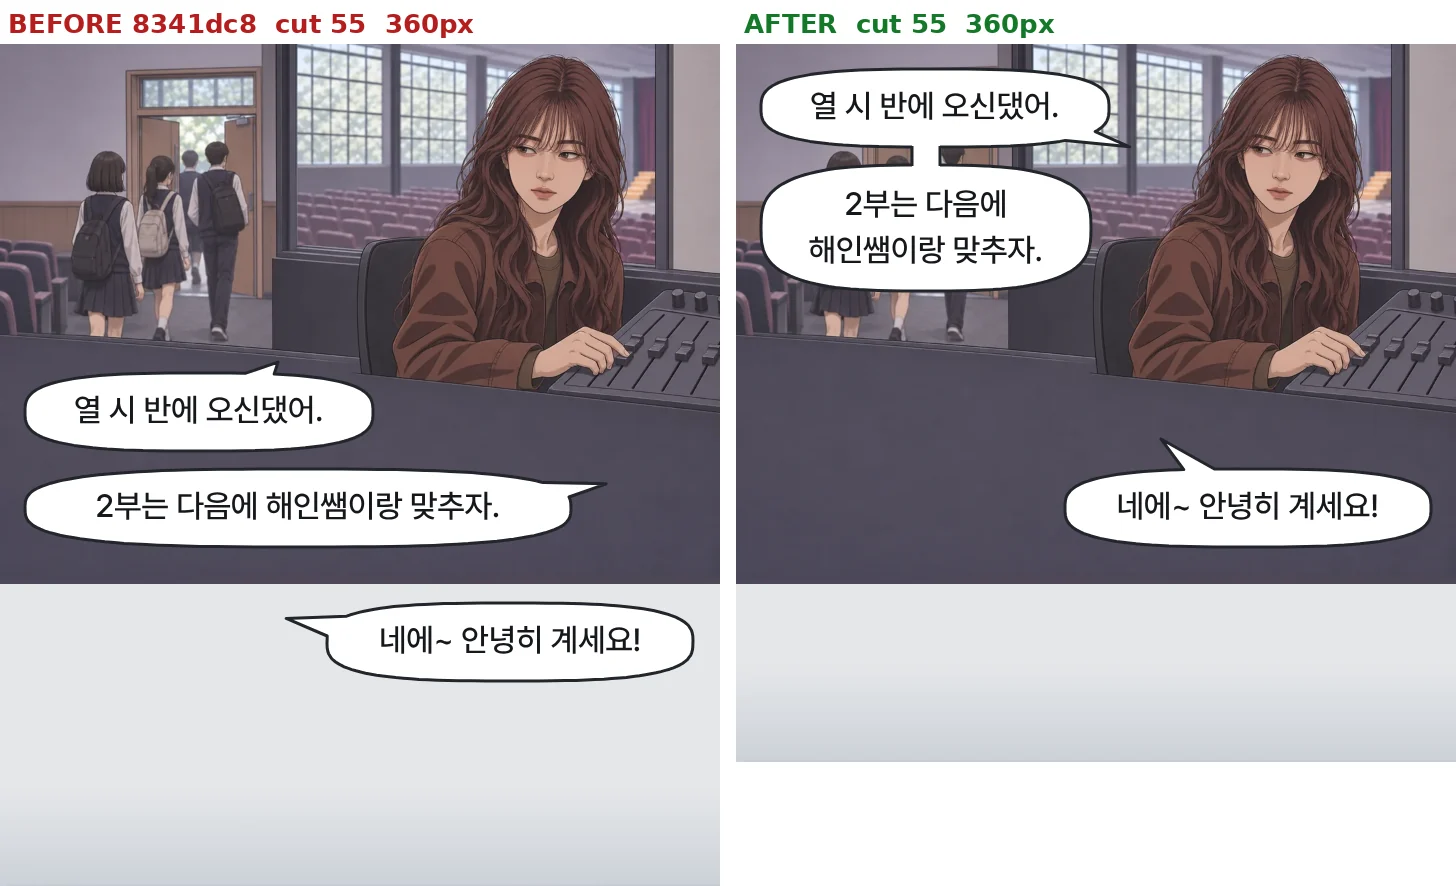 BEFORE 8341dc8 cut 55 360px
열 시 반에 오신댔어.
2부는 다음에 해인쌤이랑 맞추자.
네에~ 안녕히 계세요!
AFTER cut 55 360px
열 시 반에 오신댔어.
2부는 다음에
해인쌤이랑 맞추자.
네에~ 안녕히 계세요!